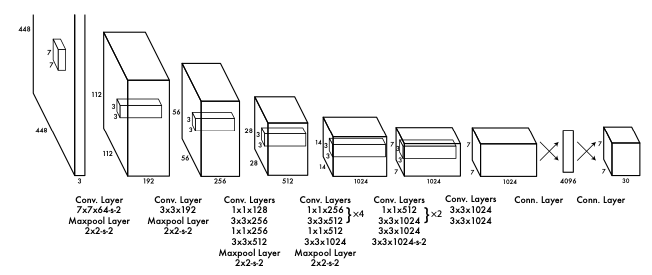 448
7
7
448
3
112
3
3
112
192
56
3
3
56
256
28
3
3
28
512
14
3
3
14
1024
7
3
3
7
1024
7
7
1024
4096
7
7
30
Conv. Layer
7x7x64-s-2
Maxpool Layer
2x2-s-2
Conv. Layer
3x3x192
Maxpool Layer
2x2-s-2
Conv. Layers
1x1x128
3x3x256
1x1x256
3x3x512
Maxpool Layer
2x2-s-2
Conv. Layers
1x1x256 }×4
3x3x512
1x1x512
3x3x1024
Maxpool Layer
2x2-s-2
Conv. Layers
1x1x512 }×2
3x3x1024
3x3x1024
3x3x1024-s-2
Conv. Layers
3x3x1024
3x3x1024
Conn. Layer
Conn. Layer